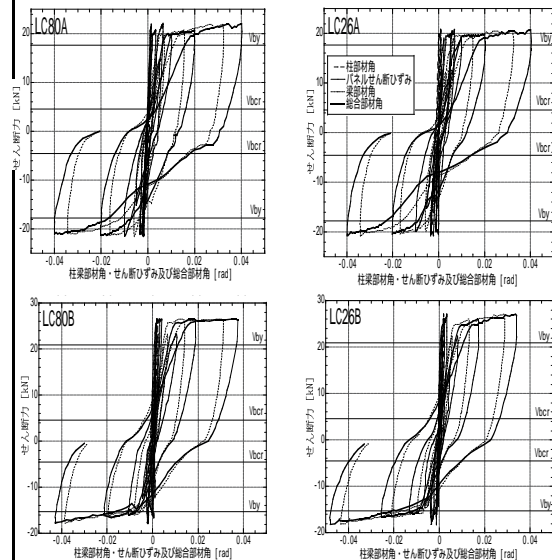 LC80A
20
10
0
-10
-20
せん断力 [kN]
Vby
Vbcr
Vbcr
Vby
-0.04
-0.02
0
0.02
0.04
柱梁部材角・せん断ひずみ及び総合部材角 [rad]
LC26A
柱部材角
パネルせん断ひずみ
梁部材角
総合部材角
20
10
0
-10
-20
せん断力 [kN]
Vby
Vbcr
Vbcr
Vby
-0.04
-0.02
0
0.02
0.04
柱梁部材角・せん断ひずみ及び総合部材角 [rad]
LC80B
30
20
10
0
-10
-20
せん断力 [kN]
Vby
Vbcr
Vby
-0.04
-0.02
0
0.02
0.04
柱梁部材角・せん断ひずみ及び総合部材角 [rad]
LC26B
30
20
10
0
-10
-20
せん断力 [kN]
Vby
Vbcr
Vby
-0.04
-0.02
0
0.02
0.04
柱梁部材角・せん断ひずみ及び総合部材角 [rad]